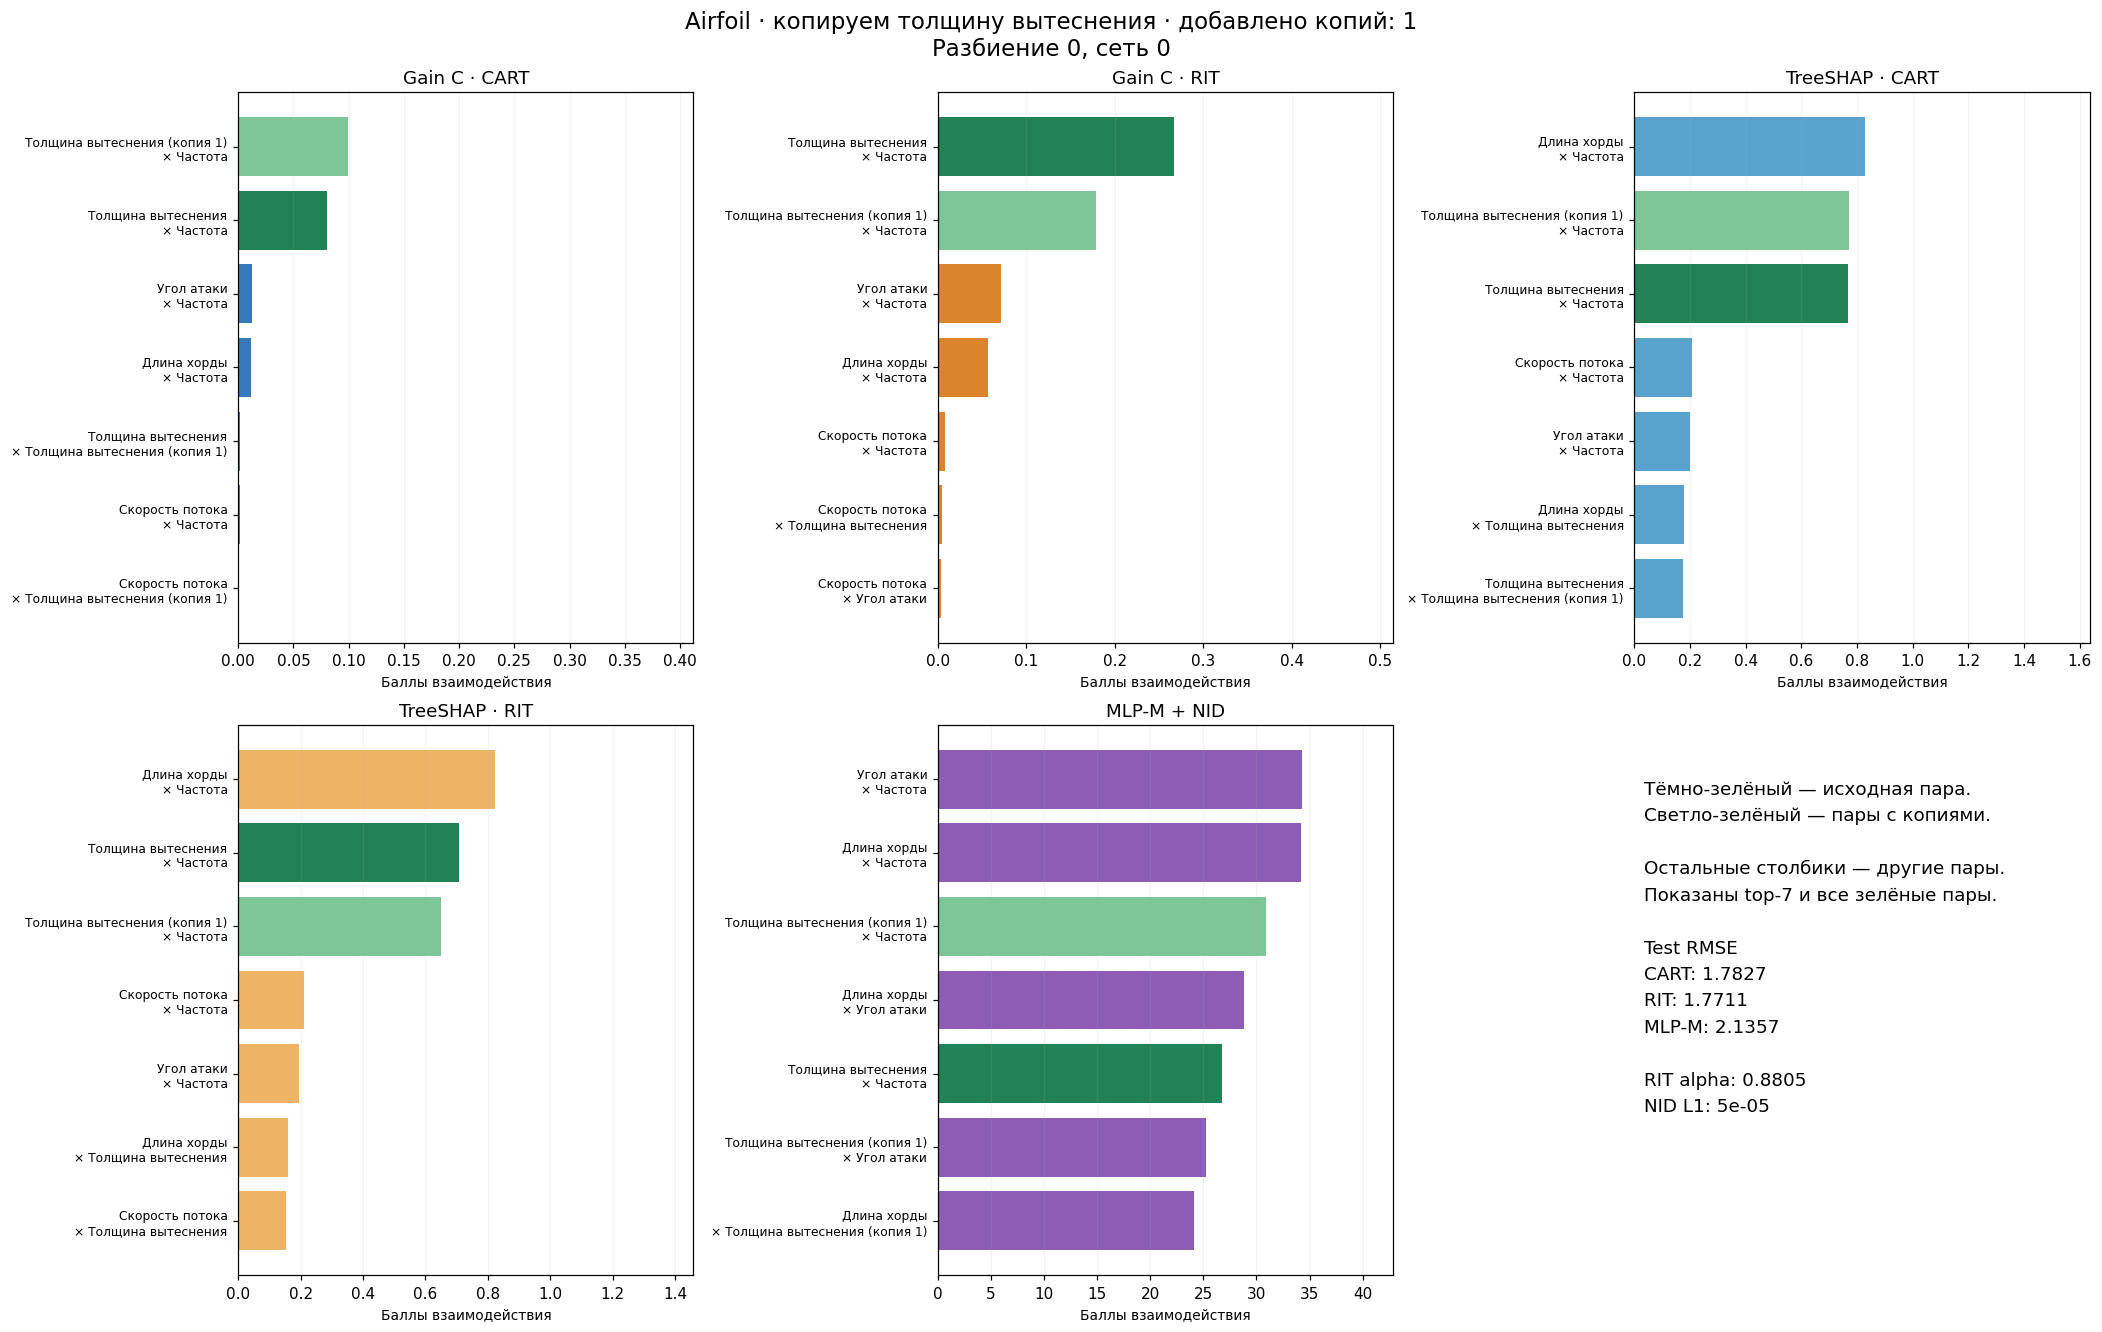 Airfoil · копируем толщину вытеснения · добавлено копий: 1
Разбиение 0, сеть 0
Gain C · CART
Толщина вытеснения (копия 1)
× Частота
Толщина вытеснения
× Частота
Угол атаки
× Частота
Длина хорды
× Частота
Толщина вытеснения
× Толщина вытеснения (копия 1)
Скорость потока
× Частота
Скорость потока
× Толщина вытеснения (копия 1)
0.00 0.05 0.10 0.15 0.20 0.25 0.30 0.35 0.40
Баллы взаимодействия
Gain C · RIT
Толщина вытеснения
× Частота
Толщина вытеснения (копия 1)
× Частота
Угол атаки
× Частота
Длина хорды
× Частота
Скорость потока
× Частота
Скорость потока
× Толщина вытеснения
Скорость потока
× Угол атаки
0.0 0.1 0.2 0.3 0.4 0.5
Баллы взаимодействия
TreeSHAP · CART
Длина хорды
× Частота
Толщина вытеснения (копия 1)
× Частота
Толщина вытеснения
× Частота
Скорость потока
× Частота
Угол атаки
× Частота
Длина хорды
× Толщина вытеснения
Толщина вытеснения
× Толщина вытеснения (копия 1)
0.0 0.2 0.4 0.6 0.8 1.0 1.2 1.4 1.6
Баллы взаимодействия
TreeSHAP · RIT
Длина хорды
× Частота
Толщина вытеснения
× Частота
Толщина вытеснения (копия 1)
× Частота
Скорость потока
× Частота
Угол атаки
× Частота
Длина хорды
× Толщина вытеснения
Скорость потока
× Толщина вытеснения
0.0 0.2 0.4 0.6 0.8 1.0 1.2 1.4
Баллы взаимодействия
MLP-M + NID
Угол атаки
× Частота
Длина хорды
× Частота
Толщина вытеснения (копия 1)
× Частота
Длина хорды
× Угол атаки
Толщина вытеснения
× Частота
Толщина вытеснения (копия 1)
× Угол атаки
Длина хорды
× Толщина вытеснения (копия 1)
0 5 10 15 20 25 30 35 40
Баллы взаимодействия
Тёмно-зелёный — исходная пара.
Светло-зелёный — пары с копиями.
Остальные столбики — другие пары.
Показаны top-7 и все зелёные пары.
Test RMSE
CART: 1.7827
RIT: 1.7711
MLP-M: 2.1357
RIT alpha: 0.8805
NID L1: 5e-05